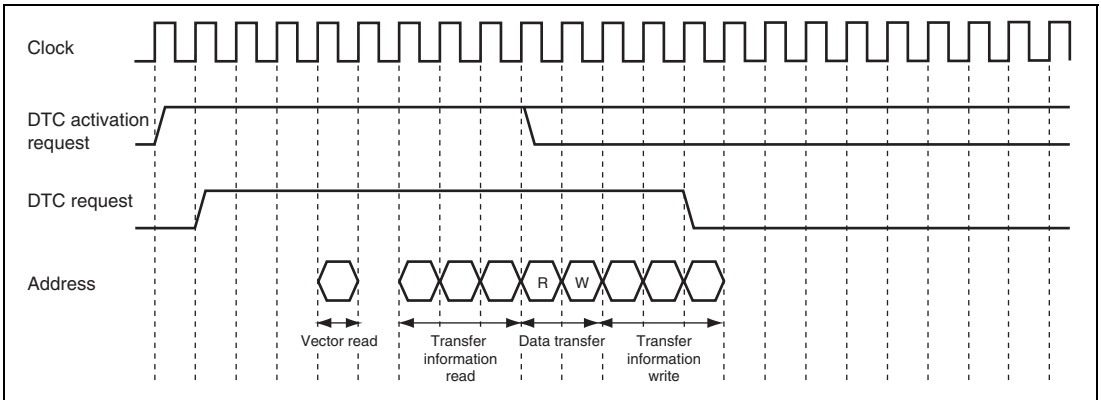 Clock
DTC activation
request
DTC request
Address
R W
Vector read
Transfer
information
read
Data transfer
Transfer
information
write